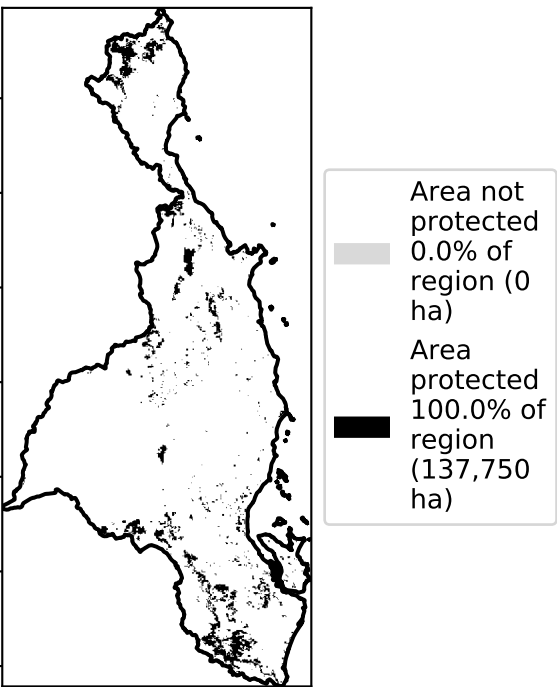 Area not
protected
0.0% of
region (0
ha)
Area
protected
100.0% of
region
(137,750
ha)